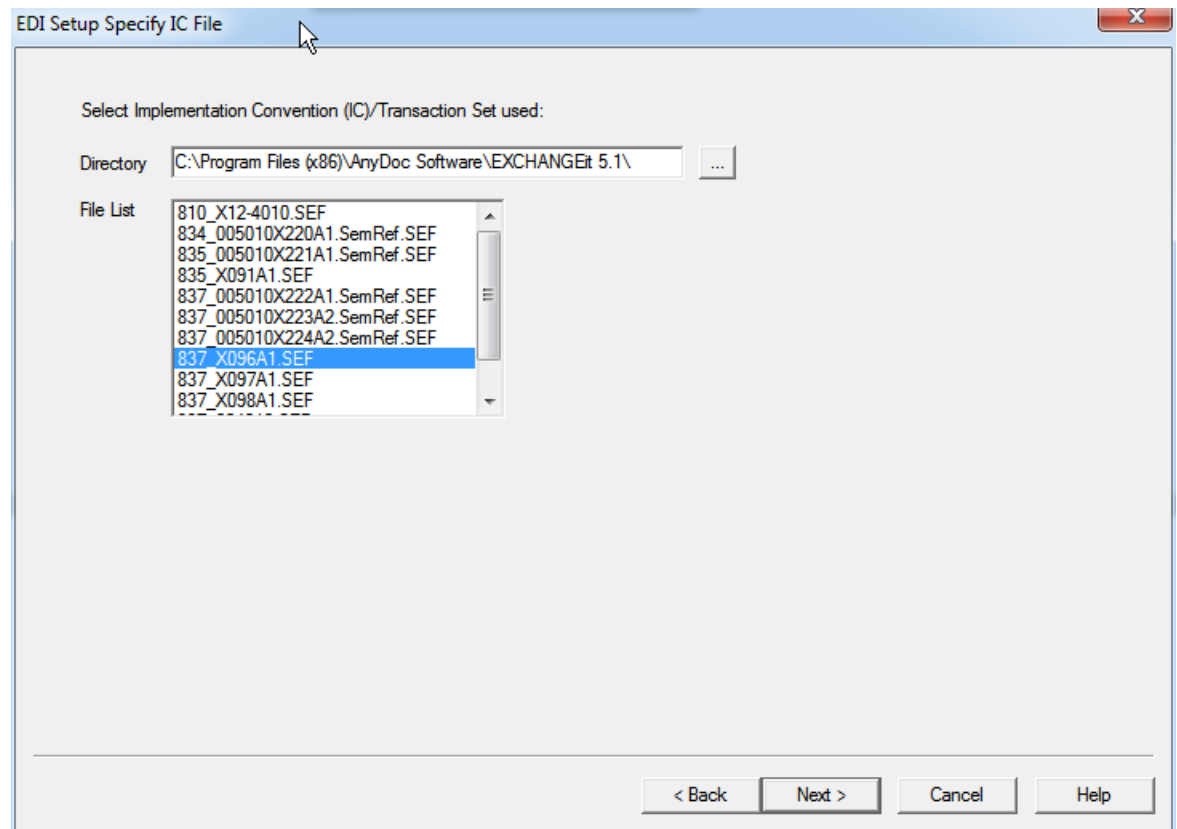 EDI Setup Specify IC File
Select Implementation Convention (IC)/Transaction Set used:
Directory C:\Program Files (x86)\AnyDoc Software\EXCHANGEit 5.1\ ...
File List
810_X12-4010.SEF
834_005010X220A1.SemRef.SEF
835_005010X221A1.SemRef.SEF
835_X091A1.SEF
837_005010X222A1.SemRef.SEF
837_005010X223A2.SemRef.SEF
837_005010X224A2.SemRef.SEF
837_X096A1.SEF
837_X097A1.SEF
837_X098A1.SEF
< Back Next > Cancel Help